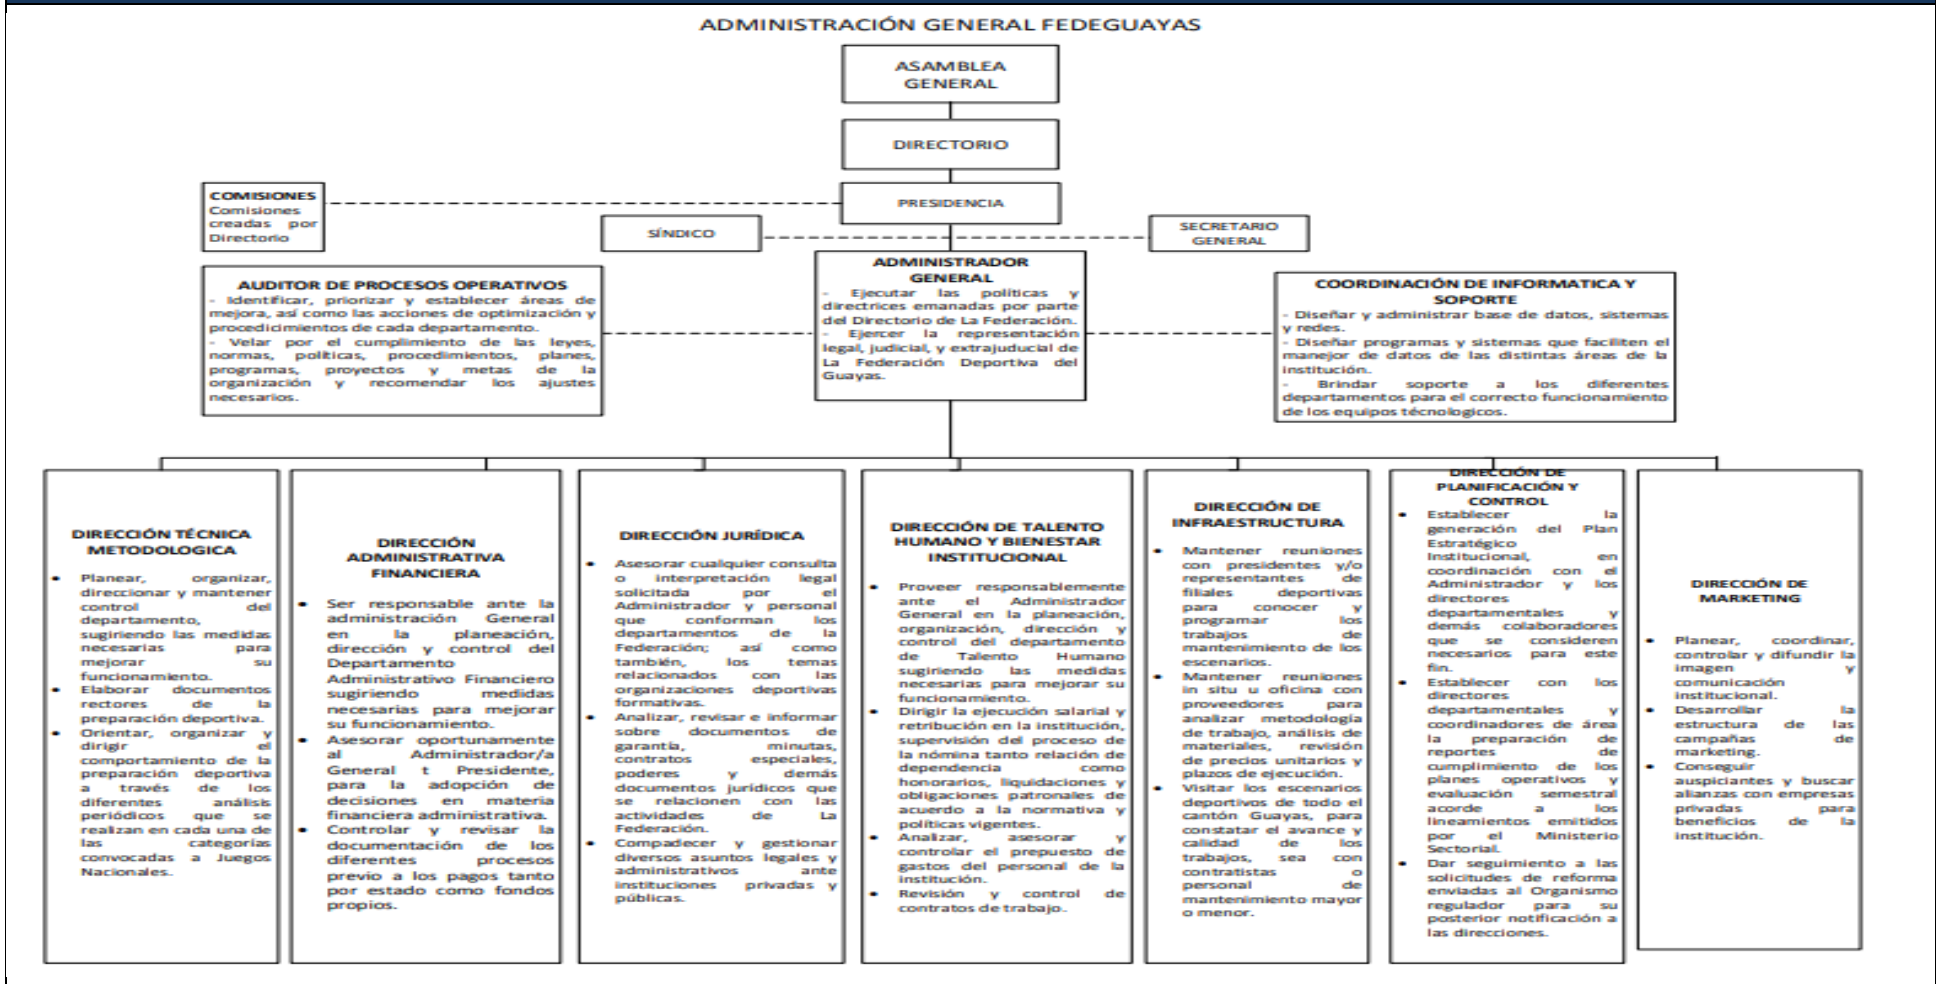 ADMINISTRACIÓN GENERAL FEDEGUAYAS
ASAMBLEA
GENERAL
DIRECTORIO
PRESIDENCIA
COMISIONES
Comisiones
creadas por
Directorio
SÍNDICO
SECRETARIO
GENERAL
AUDITOR DE PROCESOS OPERATIVOS
- Identificar, priorizar y establecer áreas de
mejora, así como las acciones de optimización y
procedicimientos de cada departamento.
- Velar por el cumplimiento de las leyes,
normas, políticas, procedimientos, planes,
programas, proyectos y metas de la
organización y recomendar los ajustes
necesarios.
ADMINISTRADOR
GENERAL
- Ejecutar las políticas y
directrices emanadas por parte
del Directorio de La Federación.
- Ejercer la representación
legal, judicial, y extrajuducial de
La Federación Deportiva del
Guayas.
COORDINACIÓN DE INFORMATICA Y
SOPORTE
- Diseñar y administrar base de datos, sistemas
y redes.
- Diseñar programas y sistemas que faciliten el
manejor de datos de las distintas áreas de la
institución.
- Brindar soporte a los diferentes
departamentos para el correcto funcionamiento
de los equipos técnologicos.
DIRECCIÓN TÉCNICA
METODOLOGICA
• Planear, organizar,
direccionar y mantener
control del
departamento,
sugiriendo las medidas
necesarias para
mejorar su
funcionamiento.
• Elaborar documentos
rectores de la
preparación deportiva.
• Orientar, organizar y
dirigir el
comportamiento de la
preparación deportiva
a través de los
diferentes análisis
periódicos que se
realizan en cada una de
las categorías
convocadas a Juegos
Nacionales.
DIRECCIÓN
ADMINISTRATIVA
FINANCIERA
• Ser responsable ante la
administración General
en la planeación,
dirección y control del
Departamento
Administrativo Financiero
sugiriendo medidas
necesarias para mejorar
su funcionamiento.
• Asesorar oportunamente
al Administrador/a
General t Presidente,
para la adopción de
decisiones en materia
financiera administrativa.
• Controlar y revisar la
documentación de los
diferentes procesos
previo a los pagos tanto
por estado como fondos
propios.
DIRECCIÓN JURÍDICA
• Asesorar cualquier consulta
o interpretación legal
solicitada por el
Administrador y personal
que conforman los
departamentos de la
Federación; así como
también, los temas
relacionados con las
organizaciones deportivas
formativas.
• Analizar, revisar e informar
sobre documentos de
garantía, minutas,
contratos especiales,
poderes y demás
documentos jurídicos que
se relacionen con las
actividades de La
Federación.
• Compadecer y gestionar
diversos asuntos legales y
administrativos ante
instituciones privadas y
públicas.
DIRECCIÓN DE TALENTO
HUMANO Y BIENESTAR
INSTITUCIONAL
• Proveer responsablemente
ante el Administrador
General en la planeación,
organización, dirección y
control del departamento
de Talento Humano
sugiriendo las medidas
necesarias para mejorar su
funcionamiento.
• Dirigir la ejecución salarial y
retribución en la institución,
supervisión del proceso de
la nómina tanto relación de
dependencia como
honorarios, liquidaciones y
obligaciones patronales de
acuerdo a la normativa y
políticas vigentes.
• Analizar, asesorar y
controlar el prepuesto de
gastos del personal de la
institución.
• Revisión y control de
contratos de trabajo.
DIRECCIÓN DE
INFRAESTRUCTURA
• Mantener reuniones
con presidentes y/o
representantes de
filiales deportivas
para conocer y
programar los
trabajos de
mantenimiento de los
escenarios.
• Mantener reuniones
in situ u oficina con
proveedores para
analizar metodología
de trabajo, análisis de
materiales, revisión
de precios unitarios y
plazos de ejecución.
• Visitar los escenarios
deportivos de todo el
cantón Guayas, para
constatar el avance y
calidad de los
trabajos, sea con
contratistas o
personal de
mantenimiento mayor
o menor.
DIRECCIÓN DE
PLANIFICACIÓN Y
CONTROL
• Establecer la
generación del Plan
Estratégico
Institucional, en
coordinación con el
Administrador y los
directores
departamentales y
demás colaboradores
que se consideren
necesarios para este
fin.
• Establecer con los
directores
departamentales y
coordinadores de área
la preparación de
reportes de
cumplimiento de los
planes operativos y
evaluación semestral
acorde a los
lineamientos emitidos
por el Ministerio
Sectorial.
• Dar seguimiento a las
solicitudes de reforma
enviadas al Organismo
regulador para su
posterior notificación a
las direcciones.
DIRECCIÓN DE
MARKETING
• Planear, coordinar,
controlar y difundir la
imagen y
comunicación
institucional.
• Desarrollar la
estructura de las
campañas de
marketing.
• Conseguir
auspiciantes y buscar
alianzas con empresas
privadas para
beneficios de la
institución.